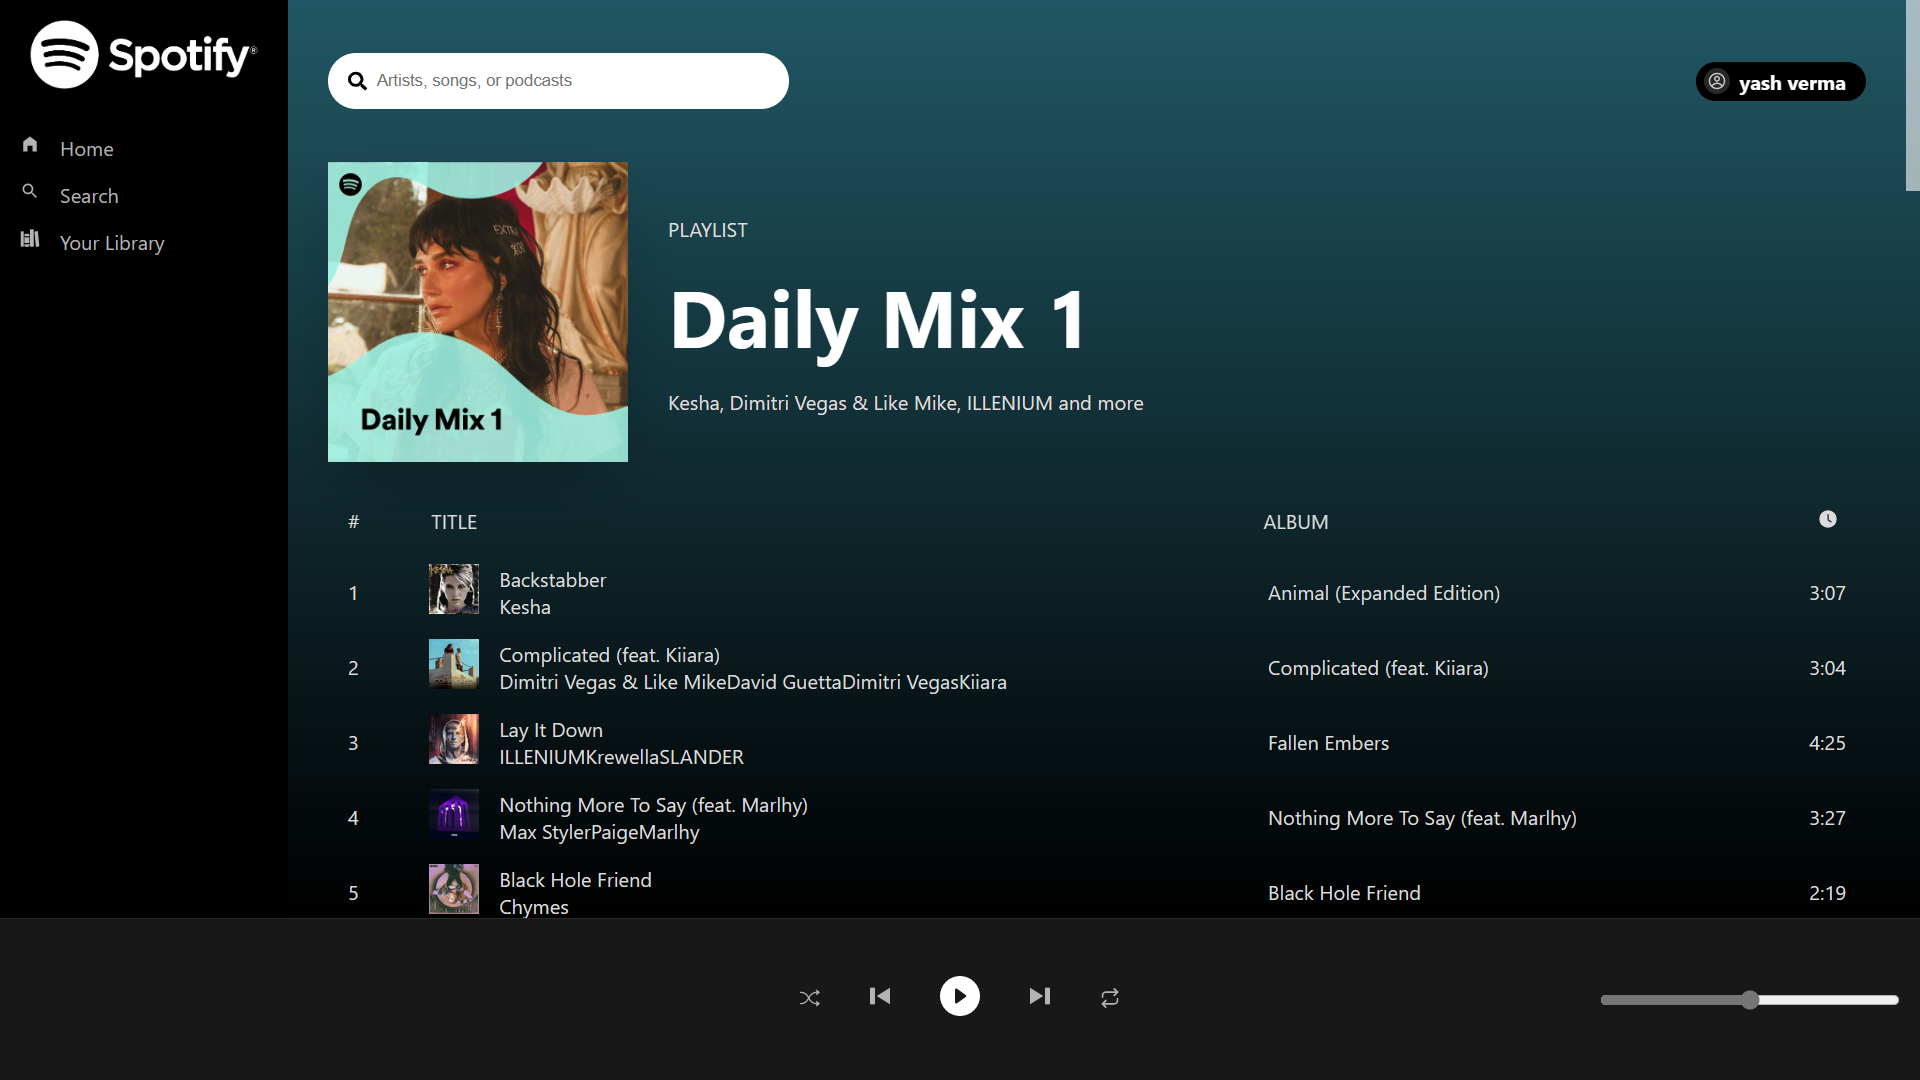 Spotify®
Home
Search
Your Library
Artists, songs, or podcasts
yash verma
Daily Mix 1
PLAYLIST
Daily Mix 1
Kesha, Dimitri Vegas & Like Mike, ILLENIUM and more
# TITLE ALBUM
1 Backstabber Animal (Expanded Edition) 3:07
Kesha
2 Complicated (feat. Kiiara) Complicated (feat. Kiiara) 3:04
Dimitri Vegas & Like MikeDavid GuettaDimitri VegasKiiara
3 Lay It Down Fallen Embers 4:25
ILLENIUMKrewellaSLANDER
4 Nothing More To Say (feat. Marlhy) Nothing More To Say (feat. Marlhy) 3:27
Max StylerPaigeMarlhy
5 Black Hole Friend Black Hole Friend 2:19
Chymes